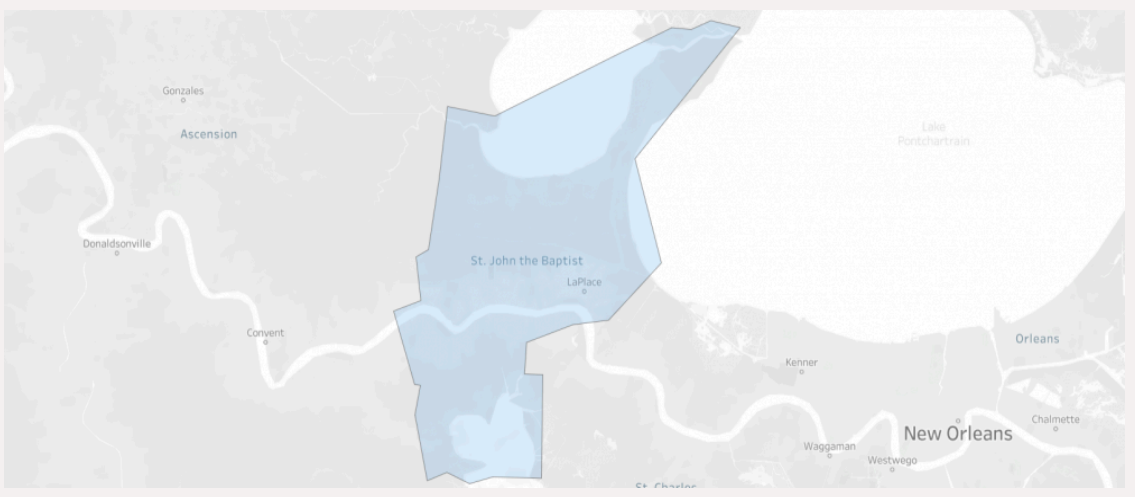 Gonzales
Ascension
Lake
Pontchartrain
Donaldsonville
St. John the Baptist
LaPlace
Convent
Orleans
Kenner
Chalmette
New Orleans
Waggaman
Westwego
St. Charles